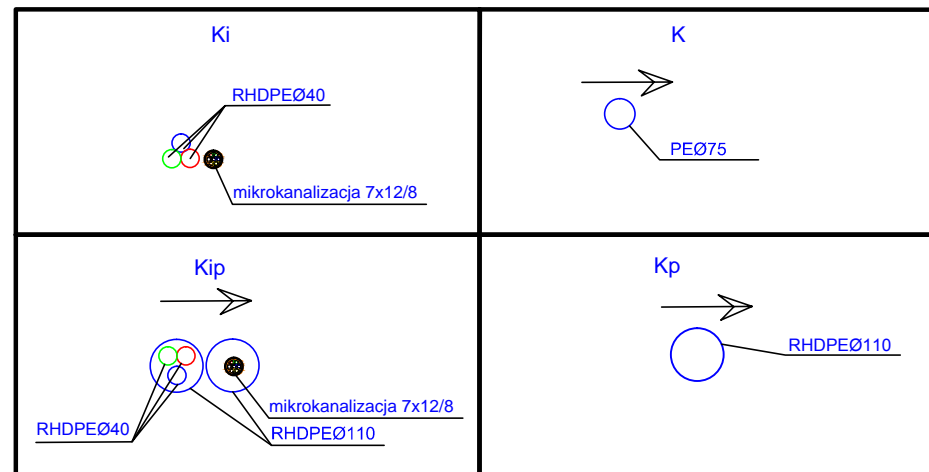 Ki
RHDPEØ40
mikrokanalizacja 7x12/8
K
PEØ75
Kip
mikrokanalizacja 7x12/8
RHDPEØ40
RHDPEØ110
Kp
RHDPEØ110